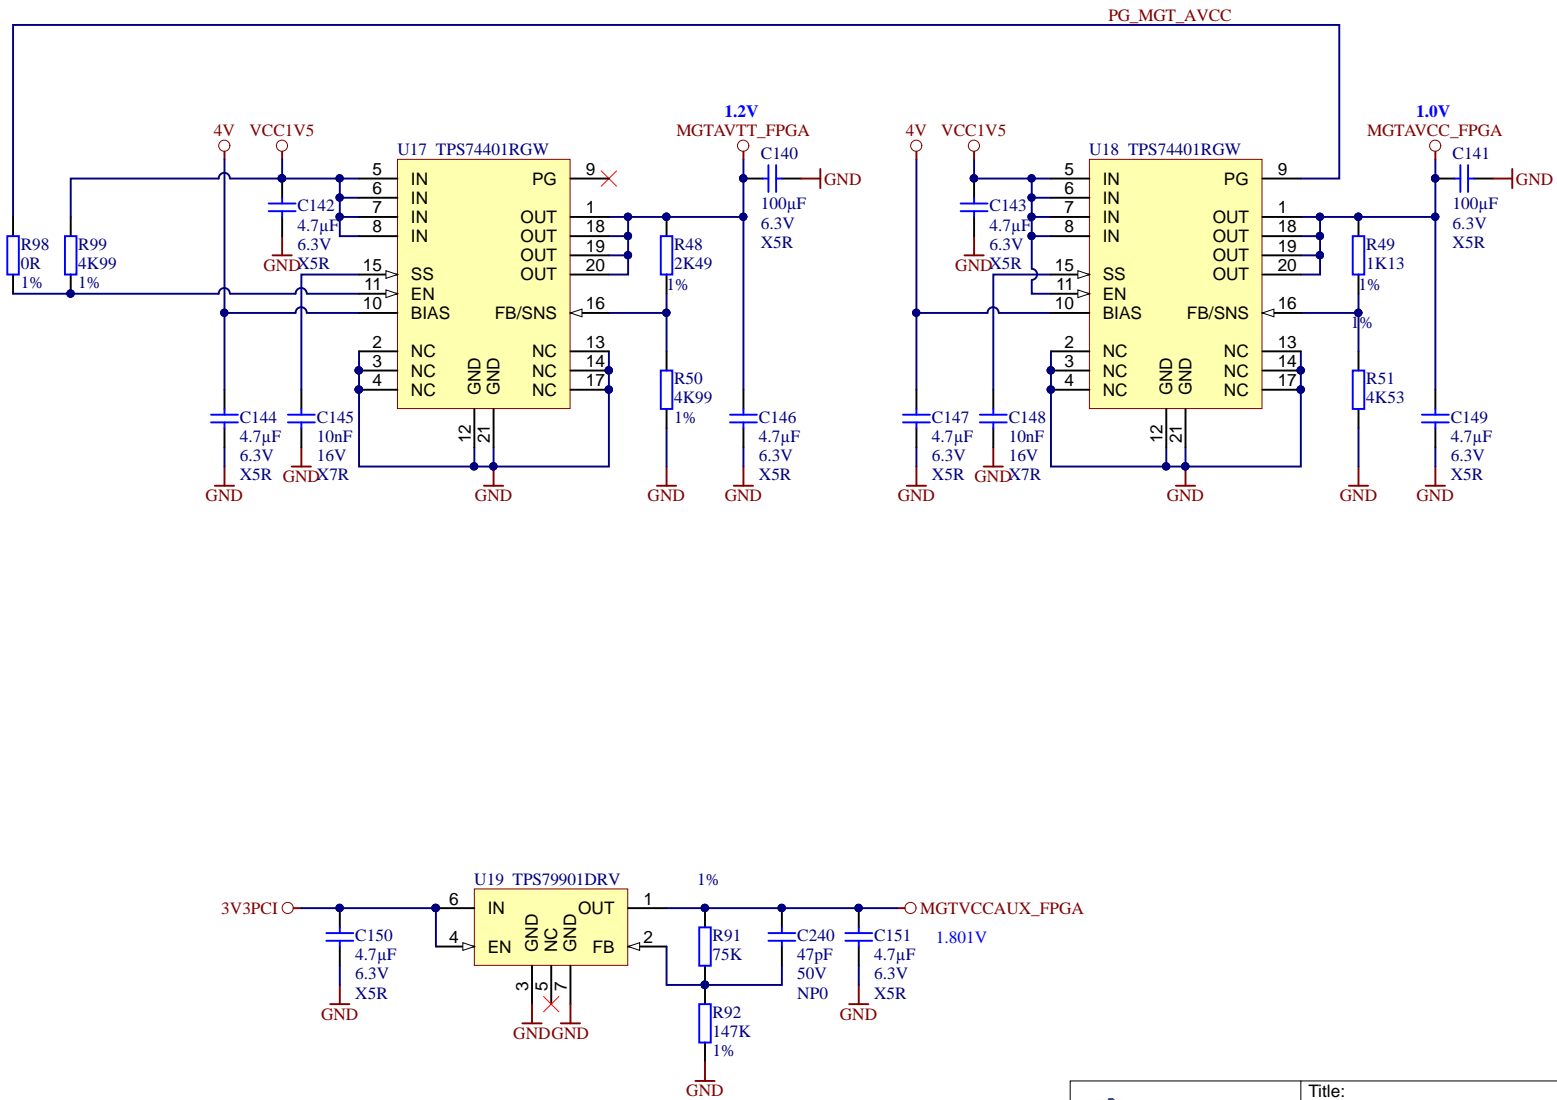 PG_MGT_AVCC
1.2V
MGTAVTT_FPGA
4V
VCC1V5
U17 TPS74401RGW
5 IN
6 IN
7 IN
8 IN
15 SS
11 EN
10 BIAS
2 NC
3 NC
4 NC
PG 9
OUT 1
OUT 18
OUT 19
OUT 20
FB/SNS 16
NC 13
NC 14
NC 17
GND GND
12 21
GND
C142
4.7µF
6.3V
X5R
GND
R98
0R
1%
R99
4K99
1%
C144
4.7µF
6.3V
X5R
GND
C145
10nF
16V
X7R
GND
R48
2K49
1%
R50
4K99
1%
GND
C140
100µF
6.3V
X5R
GND
C146
4.7µF
6.3V
X5R
GND
1.0V
MGTAVCC_FPGA
4V
VCC1V5
U18 TPS74401RGW
5 IN
6 IN
7 IN
8 IN
15 SS
11 EN
10 BIAS
2 NC
3 NC
4 NC
PG 9
OUT 1
OUT 18
OUT 19
OUT 20
FB/SNS 16
NC 13
NC 14
NC 17
GND GND
12 21
GND
C143
4.7µF
6.3V
X5R
GND
C147
4.7µF
6.3V
X5R
GND
C148
10nF
16V
X7R
GND
R49
1K13
1%
1%
R51
4K53
GND
C141
100µF
6.3V
X5R
GND
C149
4.7µF
6.3V
X5R
GND
U19 TPS79901DRV
1%
3V3PCI
6 IN
4 EN
OUT 1
FB 2
GND NC GND
3 5 7
GND GND
MGTVCCAUX_FPGA
1.801V
C150
4.7µF
6.3V
X5R
GND
R91
75K
C240
47pF
50V
NP0
C151
4.7µF
6.3V
X5R
GND
R92
147K
1%
GND
Title: